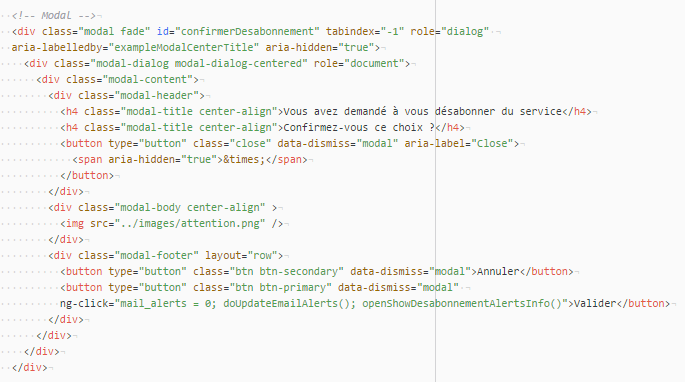 <!-- Modal -->
<div class="modal fade" id="confirmerDesabonnement" tabindex="-1" role="dialog"
aria-labelledby="exampleModalCenterTitle" aria-hidden="true">
<div class="modal-dialog modal-dialog-centered" role="document">
<div class="modal-content">
<div class="modal-header">
<h4 class="modal-title center-align">Vous avez demandé à vous désabonner du service</h4>
<h4 class="modal-title center-align">Confirmez-vous ce choix ?</h4>
<button type="button" class="close" data-dismiss="modal" aria-label="Close">
<span aria-hidden="true">&times;</span>
</button>
</div>
<div class="modal-body center-align" >
<img src="../images/attention.png" />
</div>
<div class="modal-footer" layout="row">
<button type="button" class="btn btn-secondary" data-dismiss="modal">Annuler</button>
<button type="button" class="btn btn-primary" data-dismiss="modal"
ng-click="mail_alerts = 0; doUpdateEmailAlerts(); openShowDesabonnementAlertsInfo()">Valider</button>
</div>
</div>
</div>
</div>